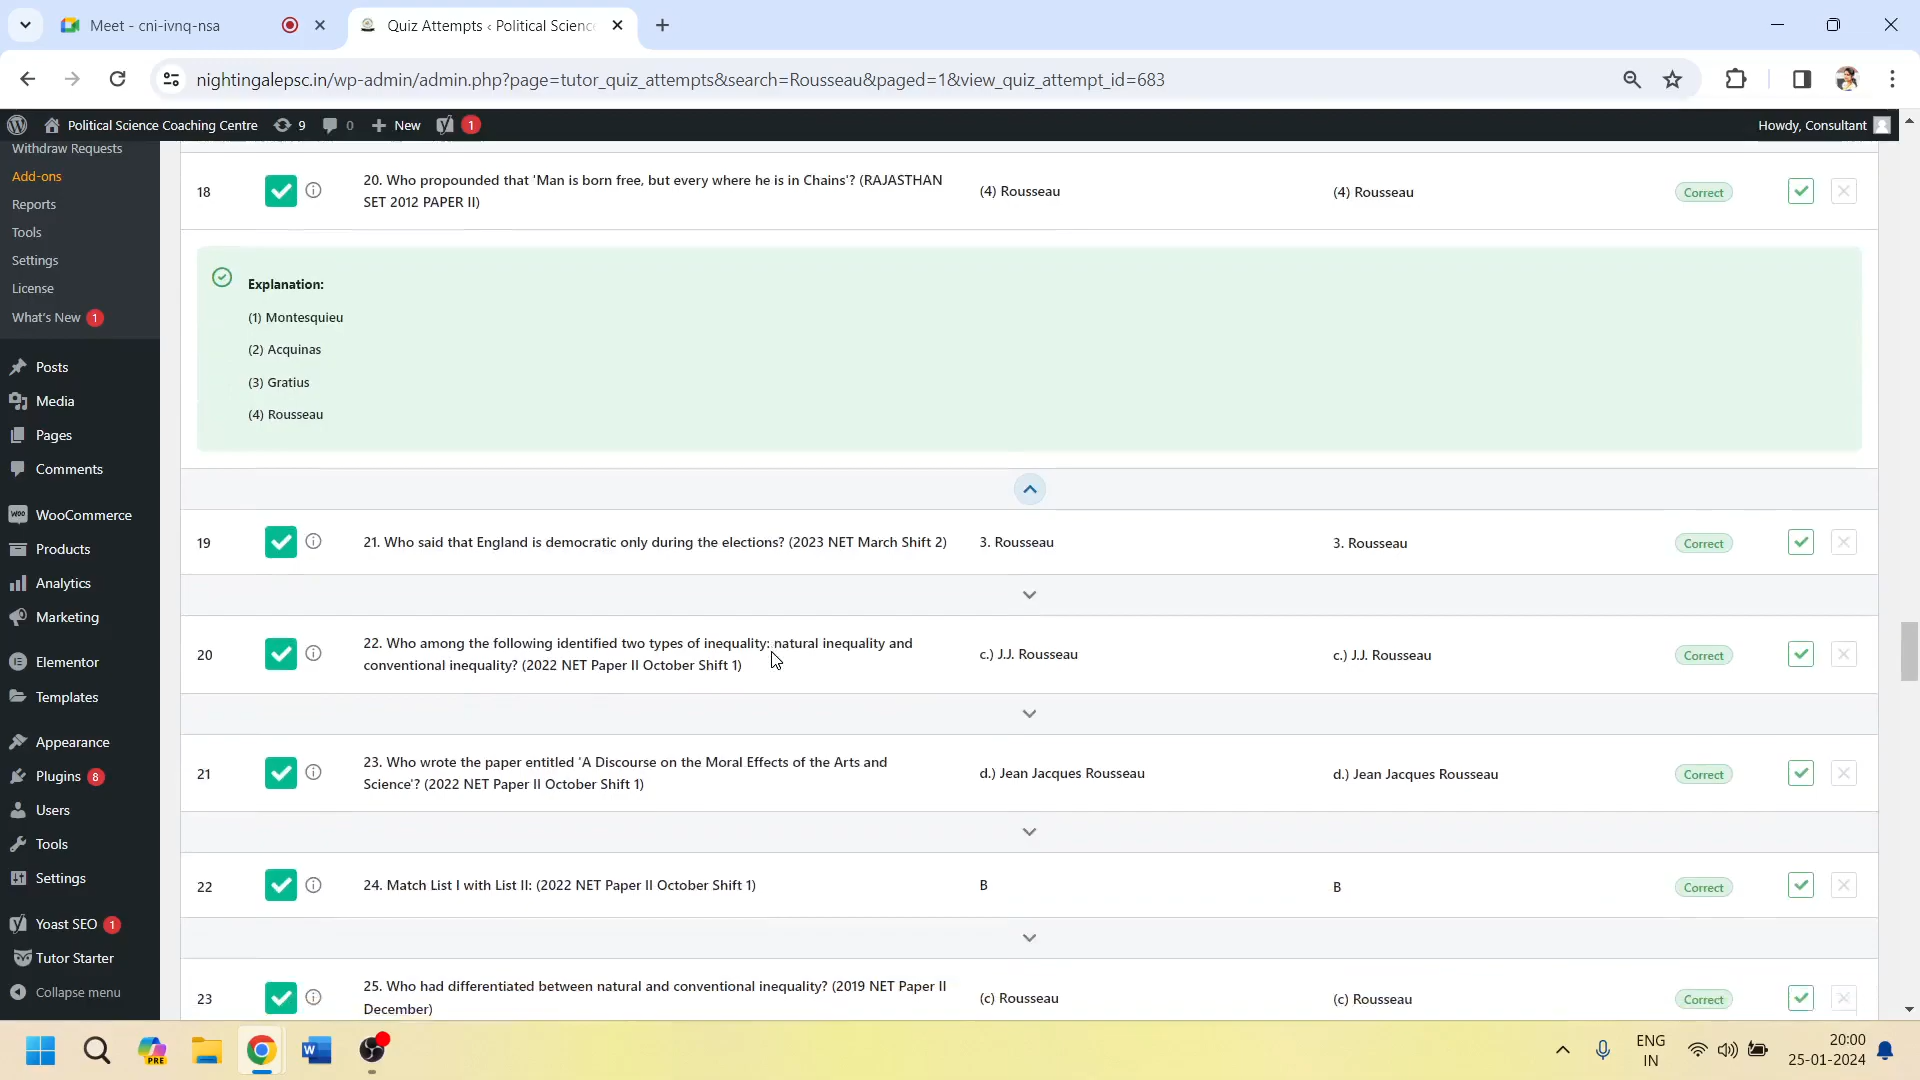 Meet - cni-ivnq-nsa
Quiz Attempts ‹ Political Science
nightingalepsc.in/wp-admin/admin.php?page=tutor_quiz_attempts&search=Rousseau&paged=1&view_quiz_attempt_id=683
Political Science Coaching Centre 9 0 New 1 Howdy, Consultant
Withdraw Requests
Add-ons
Reports
Tools
Settings
License
What's New 1
Posts
Media
Pages
Comments
WooCommerce
Products
Analytics
Marketing
Elementor
Templates
Appearance
Plugins 8
Users
Tools
Settings
Yoast SEO 1
Tutor Starter
Collapse menu
18 20. Who propounded that 'Man is born free, but every where he is in Chains'? (RAJASTHAN
SET 2012 PAPER II) (4) Rousseau (4) Rousseau Correct
Explanation:
(1) Montesquieu
(2) Acquinas
(3) Gratius
(4) Rousseau
19 21. Who said that England is democratic only during the elections? (2023 NET March Shift 2) 3. Rousseau 3. Rousseau Correct
20 22. Who among the following identified two types of inequality: natural inequality and
conventional inequality? (2022 NET Paper II October Shift 1) c.) J.J. Rousseau c.) J.J. Rousseau Correct
21 23. Who wrote the paper entitled 'A Discourse on the Moral Effects of the Arts and
Science'? (2022 NET Paper II October Shift 1) d.) Jean Jacques Rousseau d.) Jean Jacques Rousseau Correct
22 24. Match List I with List II: (2022 NET Paper II October Shift 1) B B Correct
23 25. Who had differentiated between natural and conventional inequality? (2019 NET Paper II
December) (c) Rousseau (c) Rousseau Correct
PRE
ENG
IN
20:00
25-01-2024